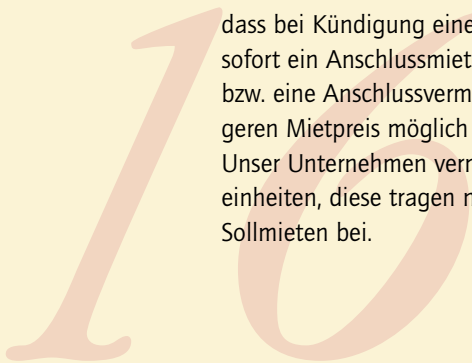 dass bei Kündigung eine
sofort ein Anschlussmiet
bzw. eine Anschlussverm
geren Mietpreis möglich
Unser Unternehmen verm
einheiten, diese tragen n
Sollmieten bei.
16